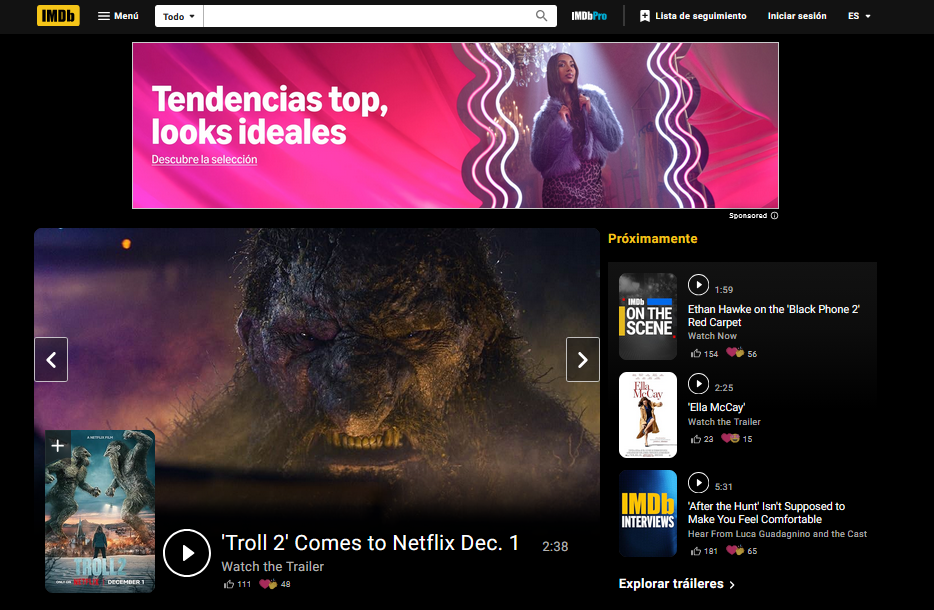 IMDb
Menú
Todo
IMDbPro
Lista de seguimiento
Iniciar sesión
ES
Tendencias top,
looks ideales
Descubre la selección
Sponsored
A NETFLIX FILM
TROLL 2
NETFLIX
DECEMBER 1
'Troll 2' Comes to Netflix Dec. 1
2:38
Watch the Trailer
111
48
Próximamente
IMDb
ON THE
SCENE
1:59
Ethan Hawke on the 'Black Phone 2'
Red Carpet
Watch Now
154
56
Ella
McCay
2:25
'Ella McCay'
Watch the Trailer
23
15
IMDb
INTERVIEWS
5:31
'After the Hunt' Isn't Supposed to
Make You Feel Comfortable
Hear From Luca Guadagnino and the Cast
181
65
Explorar tráileres